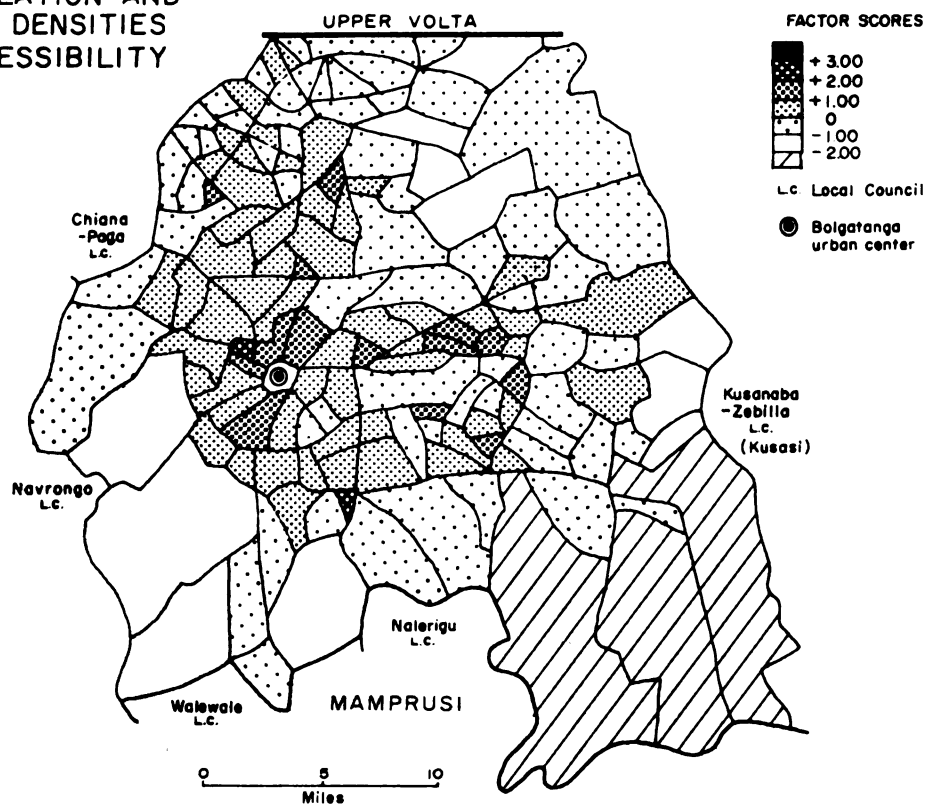 AND
DENSITIES
UPPER VOLTA
FACTOR SCORES
+ 3.00
+ 2.00
+ 1.00
0
- 1.00
- 2.00
L.C. Local Council
Bolgatanga
urban center
Chiana
-Paga
L.C.
Kusanaba
-Zebilla
L.C.
(Kusasi)
Navrongo
L.C.
Nalerigu
L.C.
Walewale
L.C.
MAMPRUSI
0 5 10
Miles